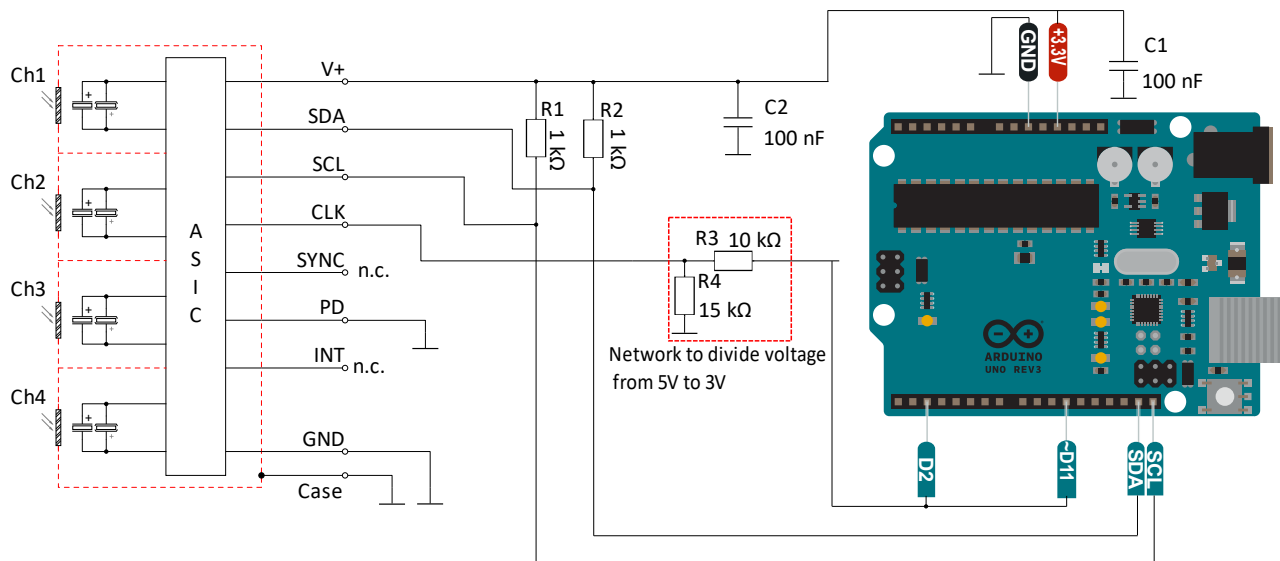 Ch1
Ch2
Ch3
Ch4
A
S
I
C
V+
SDA
SCL
CLK
SYNC
n.c.
PD
INT
n.c.
GND
Case
R1
1 kΩ
R2
1 kΩ
C2
100 nF
R3
10 kΩ
R4
15 kΩ
Network to divide voltage
from 5V to 3V
GND
+3.3V
C1
100 nF
ARDUINO
UNO REV3
D2
~D11
SDA
SCL